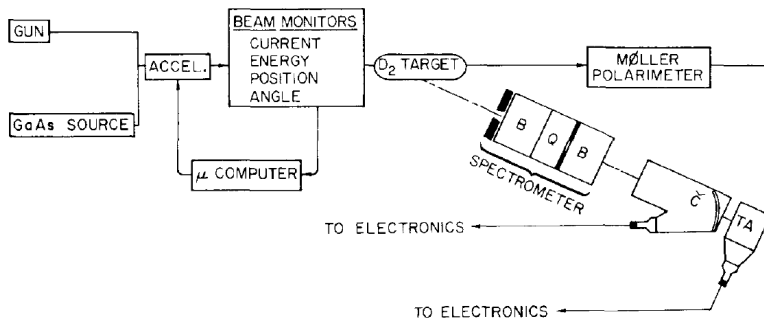 GUN
GaAs SOURCE
ACCEL.
BEAM MONITORS
CURRENT
ENERGY
POSITION
ANGLE
μ COMPUTER
D₂ TARGET
MØLLER
POLARIMETER
B
Q
B
SPECTROMETER
Č
TA
TO ELECTRONICS
TO ELECTRONICS